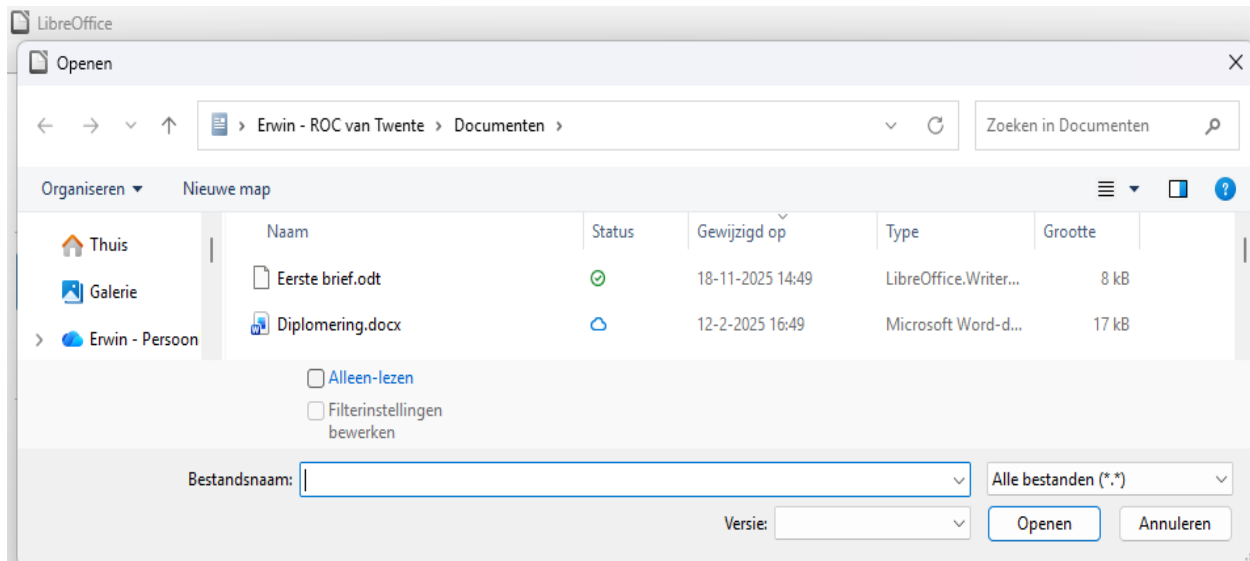 LibreOffice
Openen
Erwin - ROC van Twente > Documenten >
Zoeken in Documenten
Organiseren
Nieuwe map
Naam
Status
Gewijzigd op
Type
Grootte
Thuis
Galerie
Erwin - Persoon
Eerste brief.odt
18-11-2025 14:49
LibreOffice.Writer...
8 kB
Diplomering.docx
12-2-2025 16:49
Microsoft Word-d...
17 kB
Alleen-lezen
Filterinstellingen
bewerken
Bestandsnaam:
Alle bestanden (*.*)
Versie:
Openen
Annuleren